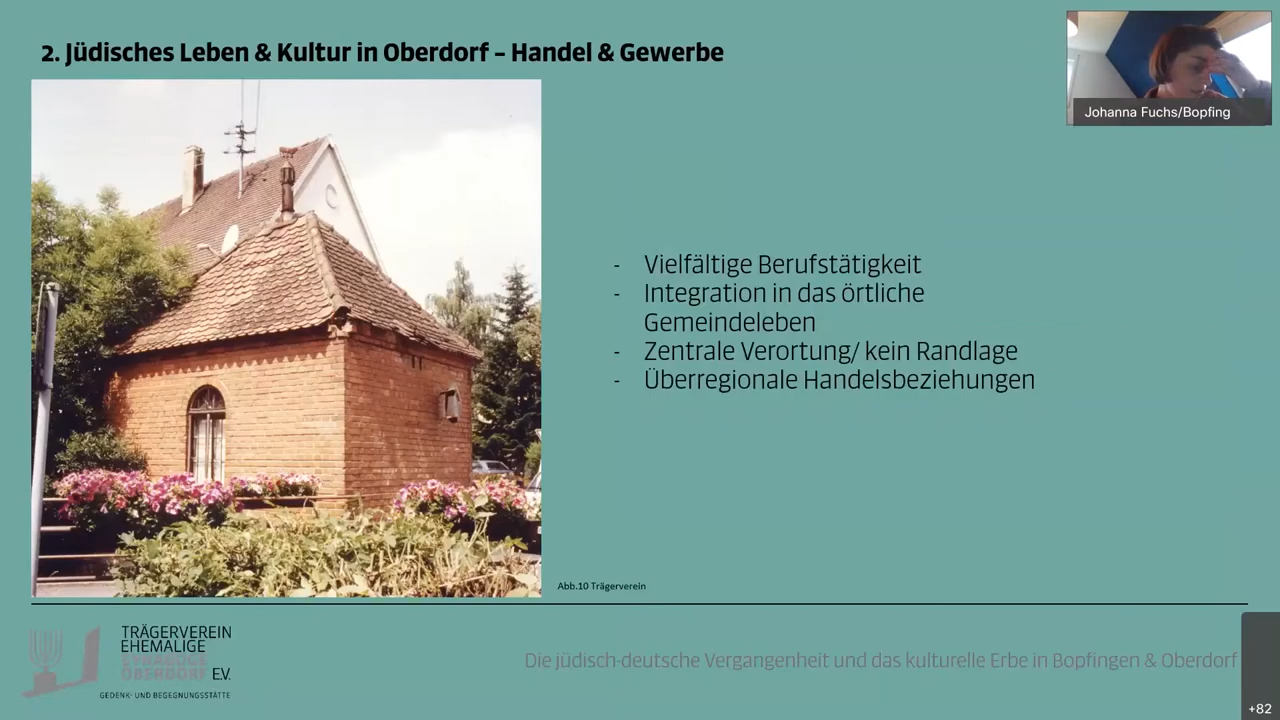 2. Jüdisches Leben & Kultur in Oberdorf – Handel & Gewerbe
Johanna Fuchs/Bopfing
- Vielfältige Berufstätigkeit
- Integration in das örtliche
Gemeindeleben
- Zentrale Verortung/ kein Randlage
- Überregionale Handelsbeziehungen
Abb.10 Trägerverein
TRÄGERVEREIN
EHEMALIGE
SYNAGOGE
OBERDORF E.V.
GEDENK- UND BEGEGNUNGSSTÄTTE
Die jüdisch-deutsche Vergangenheit und das kulturelle Erbe in Bopfingen & Oberdorf
+82